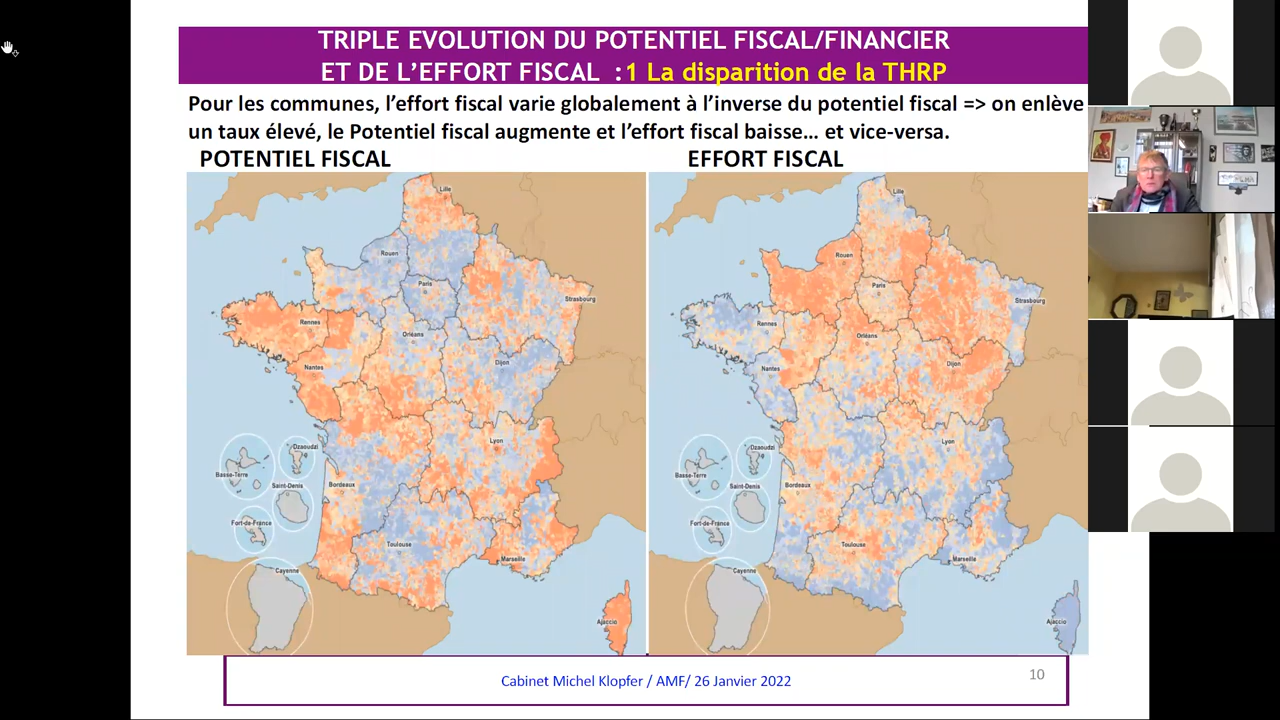 TRIPLE EVOLUTION DU POTENTIEL FISCAL/FINANCIER
ET DE L'EFFORT FISCAL : 1 La disparition de la THRP
Pour les communes, l'effort fiscal varie globalement à l'inverse du potentiel fiscal => on enlève
un taux élevé, le Potentiel fiscal augmente et l'effort fiscal baisse… et vice-versa.
POTENTIEL FISCAL
EFFORT FISCAL
Lille
Rouen
Paris
Strasbourg
Rennes
Orléans
Nantes
Dijon
Lyon
Dzaoudzi
Basse-Terre
Saint-Denis
Bordeaux
Fort-de-France
Toulouse
Marseille
Cayenne
Ajaccio
Lille
Rouen
Paris
Strasbourg
Rennes
Orléans
Nantes
Dijon
Lyon
Dzaoudzi
Basse-Terre
Saint-Denis
Bordeaux
Fort-de-France
Toulouse
Marseille
Cayenne
Ajaccio
Cabinet Michel Klopfer / AMF/ 26 Janvier 2022
10